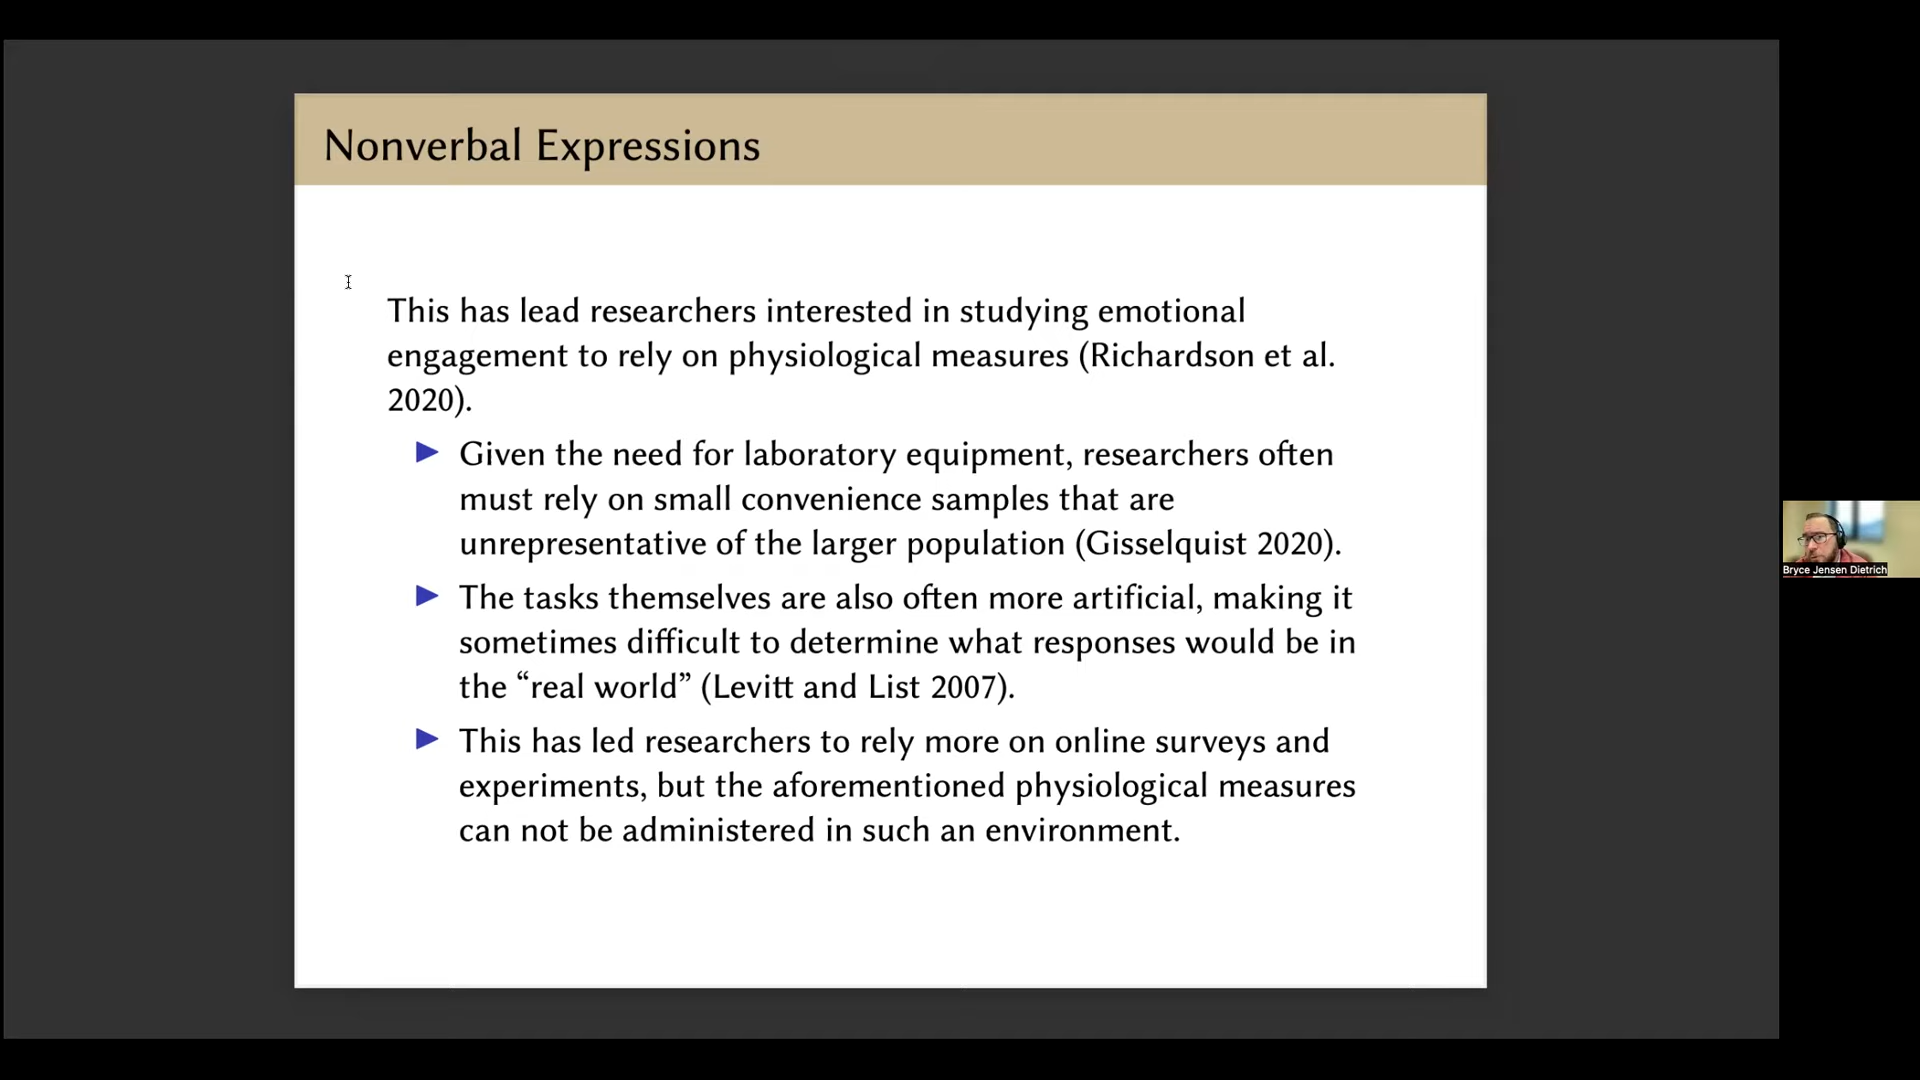 Nonverbal Expressions
This has lead researchers interested in studying emotional
engagement to rely on physiological measures (Richardson et al.
2020).
▶ Given the need for laboratory equipment, researchers often
must rely on small convenience samples that are
unrepresentative of the larger population (Gisselquist 2020).
▶ The tasks themselves are also often more artificial, making it
sometimes difficult to determine what responses would be in
the “real world” (Levitt and List 2007).
▶ This has led researchers to rely more on online surveys and
experiments, but the aforementioned physiological measures
can not be administered in such an environment.
Bryce Jensen Dietrich